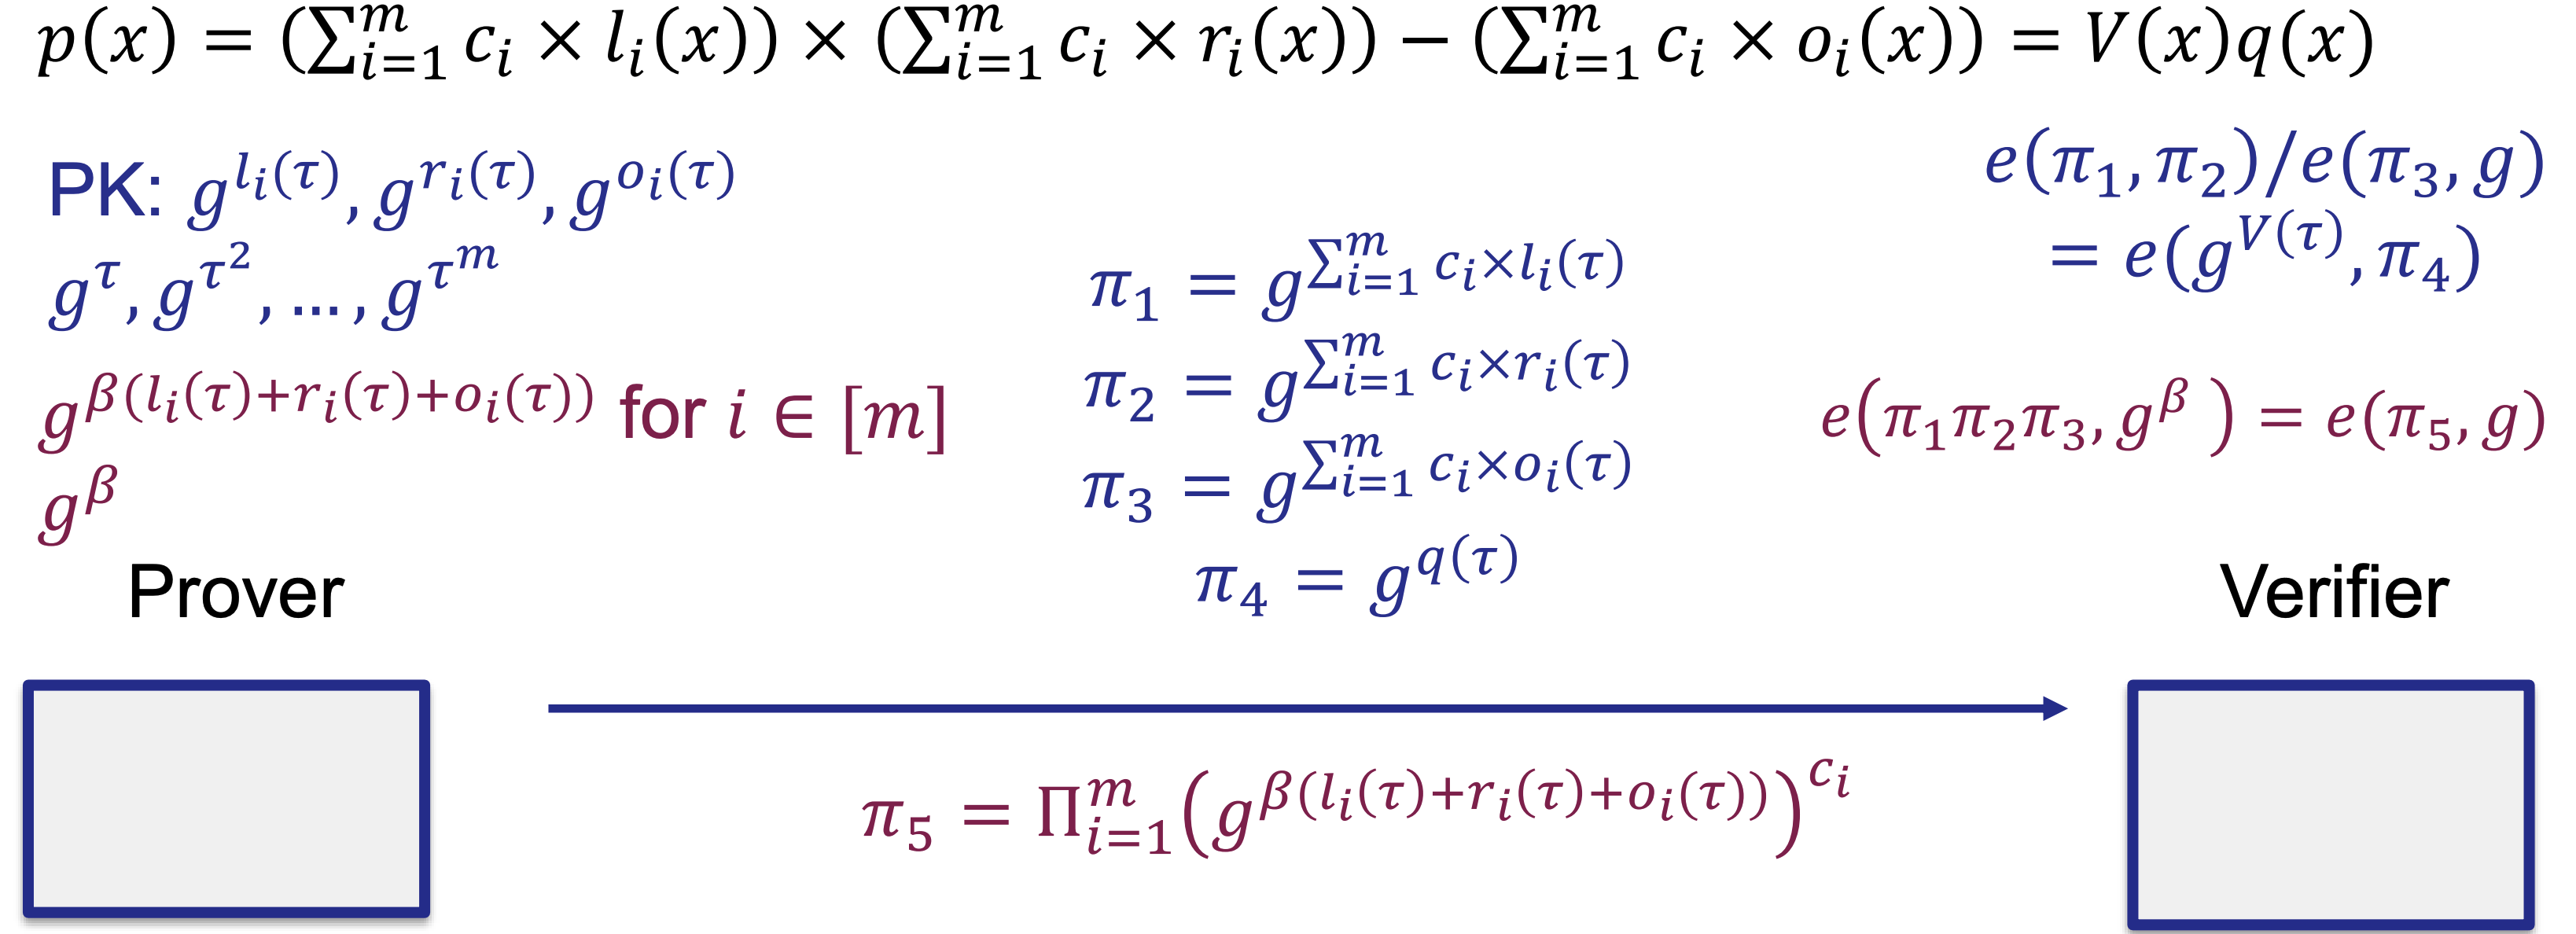 p(x) = (∑_{i=1}^{m} c_i × l_i(x)) × (∑_{i=1}^{m} c_i × r_i(x)) − (∑_{i=1}^{m} c_i × o_i(x)) = V(x)q(x)
PK: g^{l_i(τ)}, g^{r_i(τ)}, g^{o_i(τ)}
g^τ, g^{τ^2}, …, g^{τ^m}
g^{β(l_i(τ)+r_i(τ)+o_i(τ))} for i ∈ [m]
g^β
π_1 = g^{∑_{i=1}^{m} c_i×l_i(τ)}
π_2 = g^{∑_{i=1}^{m} c_i×r_i(τ)}
π_3 = g^{∑_{i=1}^{m} c_i×o_i(τ)}
π_4 = g^{q(τ)}
e(π_1, π_2)/e(π_3, g)
= e(g^{V(τ)}, π_4)
e(π_1π_2π_3, g^β) = e(π_5, g)
Prover
Verifier
π_5 = ∏_{i=1}^{m} (g^{β(l_i(τ)+r_i(τ)+o_i(τ))})^{c_i}